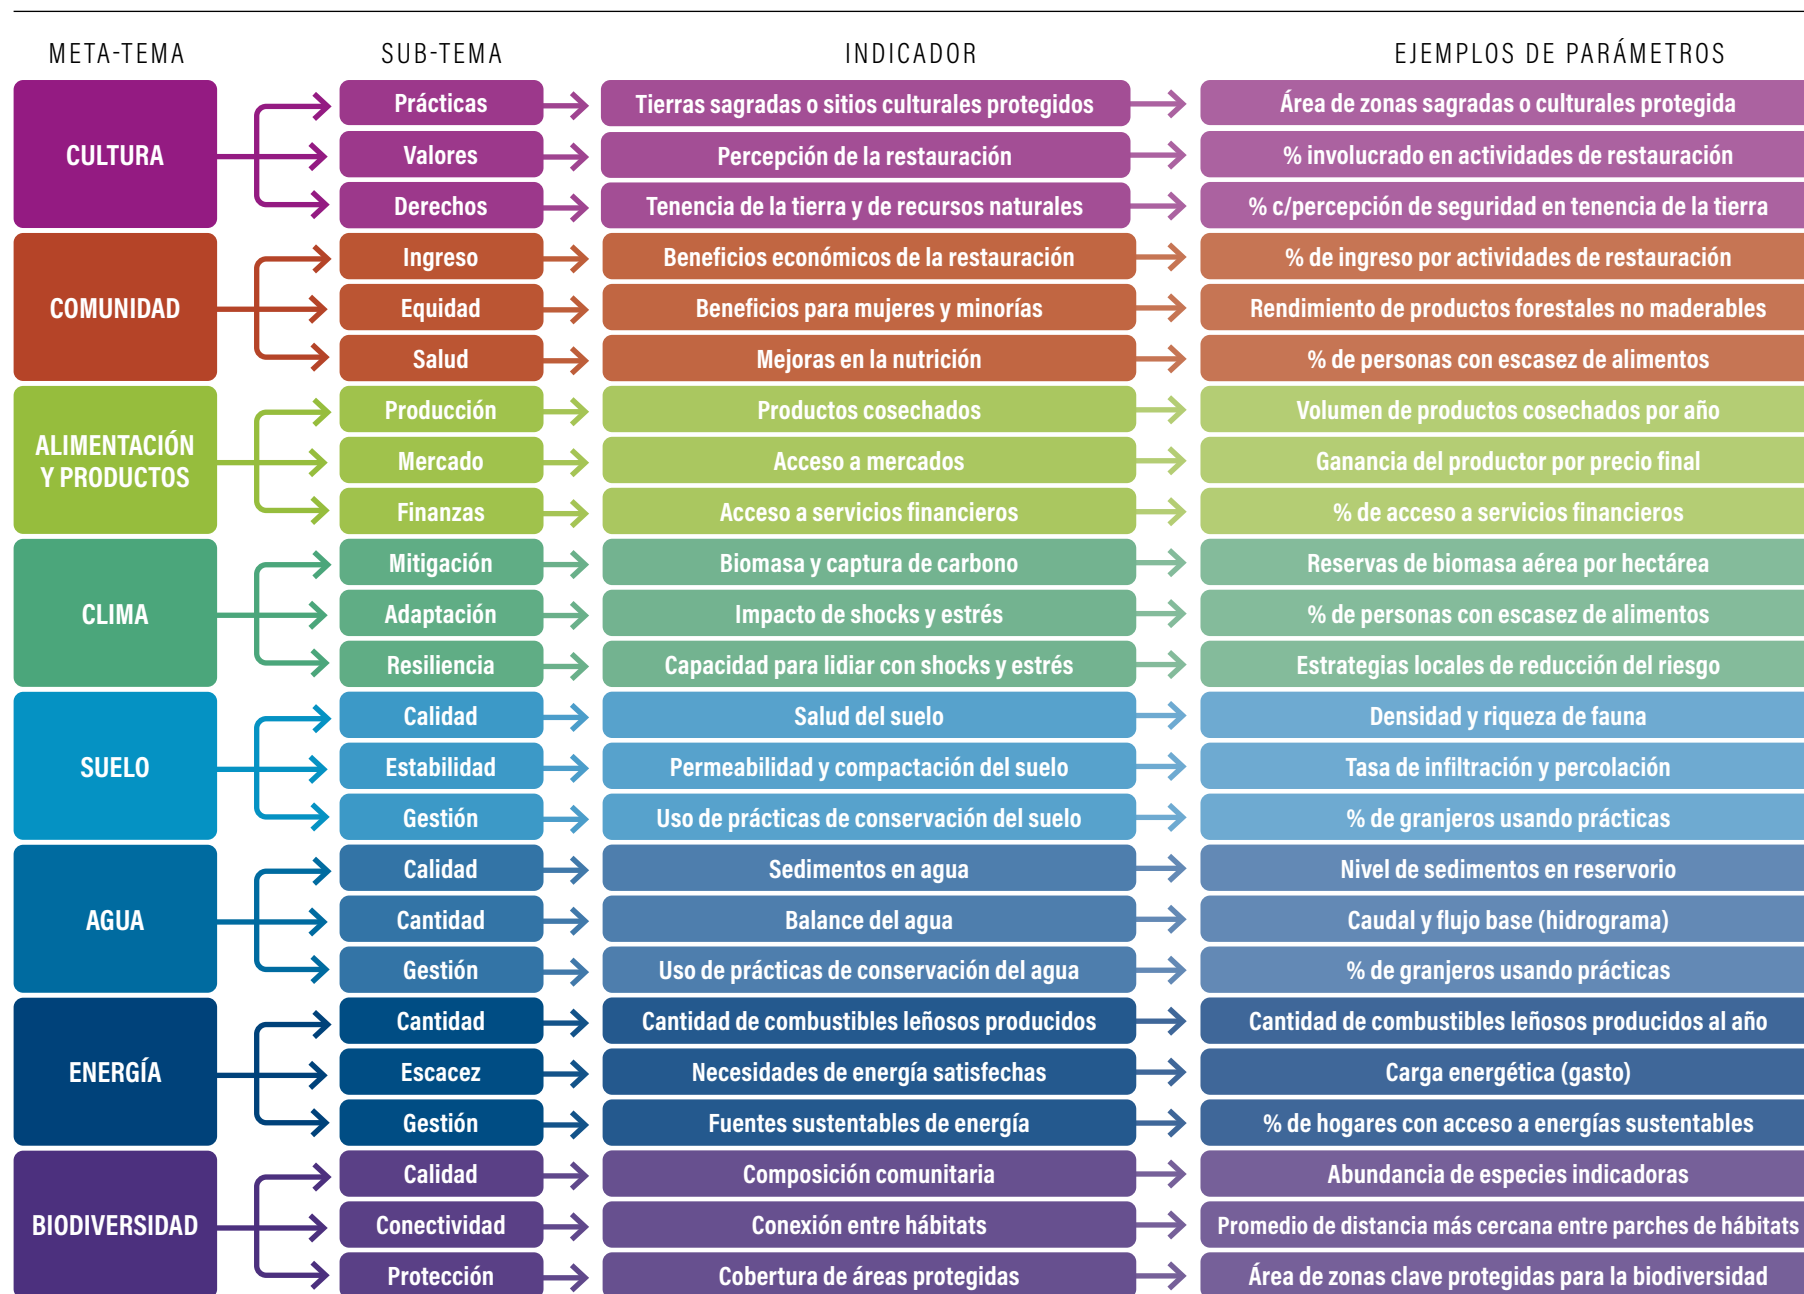 META-TEMA SUB-TEMA INDICADOR EJEMPLOS DE PARÁMETROS
CULTURA
Prácticas Tierras sagradas o sitios culturales protegidos Área de zonas sagradas o culturales protegida
Valores Percepción de la restauración % involucrado en actividades de restauración
Derechos Tenencia de la tierra y de recursos naturales % c/percepción de seguridad en tenencia de la tierra
COMUNIDAD
Ingreso Beneficios económicos de la restauración % de ingreso por actividades de restauración
Equidad Beneficios para mujeres y minorías Rendimiento de productos forestales no maderables
Salud Mejoras en la nutrición % de personas con escasez de alimentos
ALIMENTACIÓN
Y PRODUCTOS
Producción Productos cosechados Volumen de productos cosechados por año
Mercado Acceso a mercados Ganancia del productor por precio final
Finanzas Acceso a servicios financieros % de acceso a servicios financieros
CLIMA
Mitigación Biomasa y captura de carbono Reservas de biomasa aérea por hectárea
Adaptación Impacto de shocks y estrés % de personas con escasez de alimentos
Resiliencia Capacidad para lidiar con shocks y estrés Estrategias locales de reducción del riesgo
SUELO
Calidad Salud del suelo Densidad y riqueza de fauna
Estabilidad Permeabilidad y compactación del suelo Tasa de infiltración y percolación
Gestión Uso de prácticas de conservación del suelo % de granjeros usando prácticas
AGUA
Calidad Sedimentos en agua Nivel de sedimentos en reservorio
Cantidad Balance del agua Caudal y flujo base (hidrograma)
Gestión Uso de prácticas de conservación del agua % de granjeros usando prácticas
ENERGÍA
Cantidad Cantidad de combustibles leñosos producidos Cantidad de combustibles leñosos producidos al año
Escacez Necesidades de energía satisfechas Carga energética (gasto)
Gestión Fuentes sustentables de energía % de hogares con acceso a energías sustentables
BIODIVERSIDAD
Calidad Composición comunitaria Abundancia de especies indicadoras
Conectividad Conexión entre hábitats Promedio de distancia más cercana entre parches de hábitats
Protección Cobertura de áreas protegidas Área de zonas clave protegidas para la biodiversidad